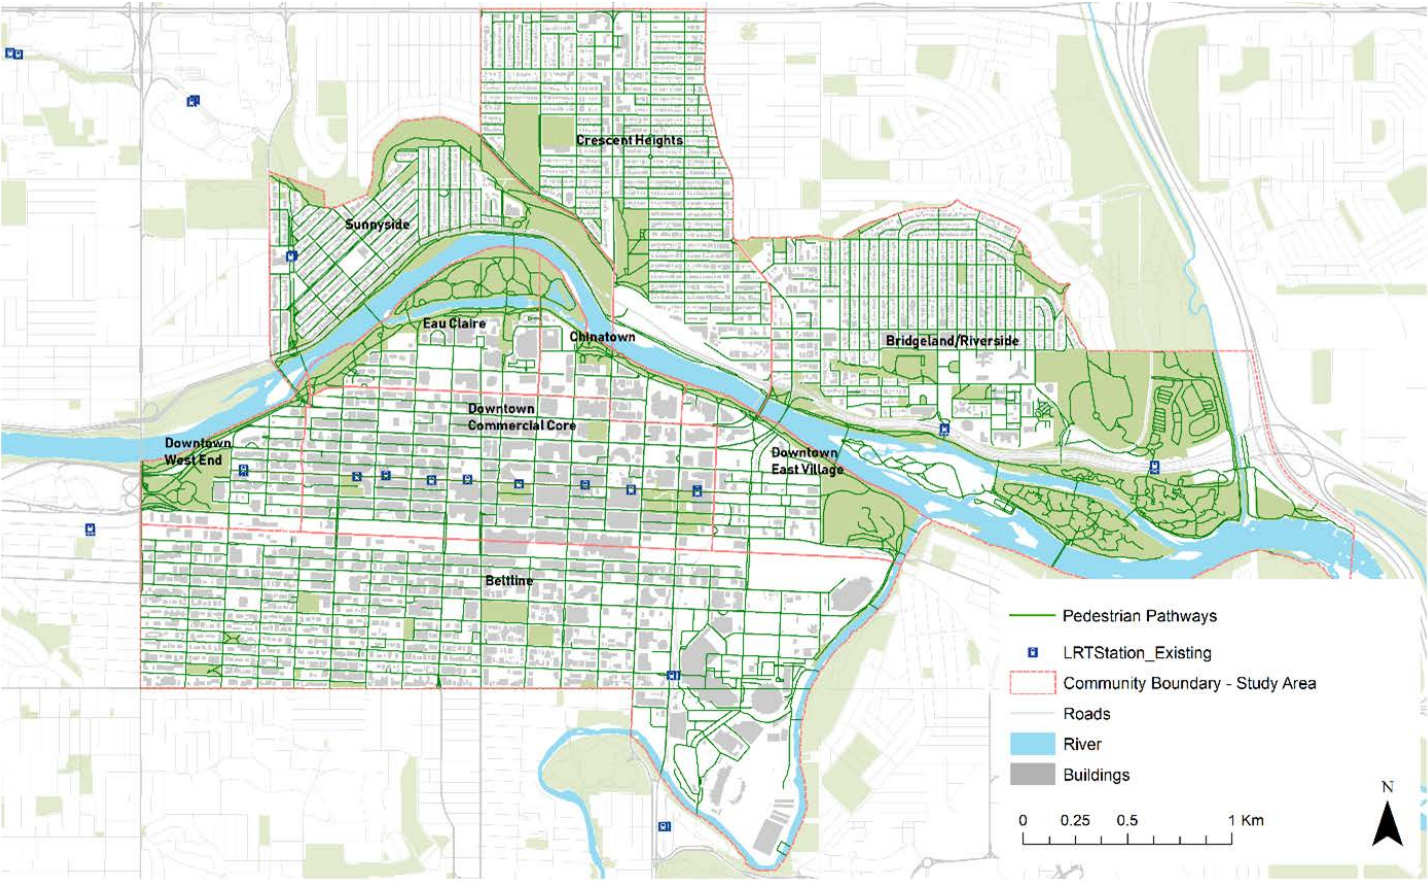 Crescent Heights
Sunnyside
Eau Claire
Chinatown
Bridgeland/Riverside
Downtown
Commercial Core
Downtown
West End
Downtown
East Village
Beltline
Pedestrian Pathways
LRTStation_Existing
Community Boundary - Study Area
Roads
River
Buildings
N
0 0.25 0.5 1 Km